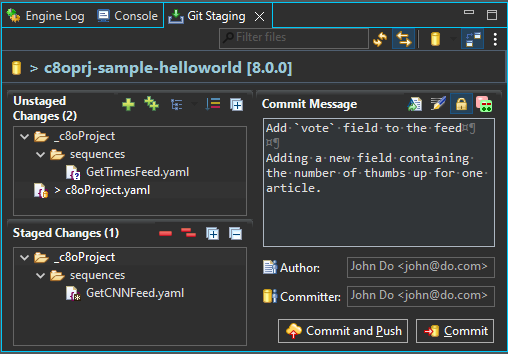 Engine Log Console Git Staging
Filter files
> c8oprj-sample-helloworld [8.0.0]
Unstaged Changes (2)
_c8oProject
sequences
GetTimesFeed.yaml
> c8oProject.yaml
Staged Changes (1)
_c8oProject
sequences
GetCNNFeed.yaml
Commit Message
Add·`vote`·field·to·the·feed¤¶
¤¶
Adding·a·new·field·containing·
the·number·of·thumbs·up·for·one·
article.
Author: John Do <john@do.com>
Committer: John Do <john@do.com>
Commit and Push Commit